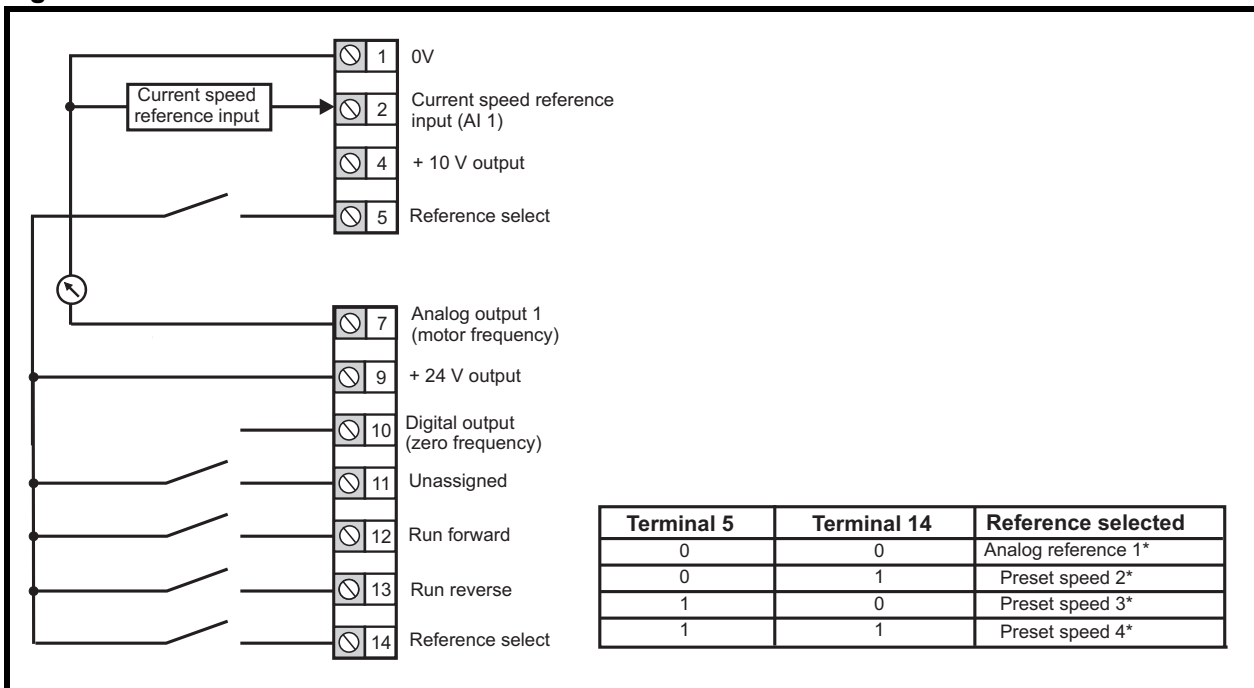 1 0V
Current speed
reference input
2 Current speed reference
input (AI 1)
4 + 10 V output
5 Reference select
7 Analog output 1
(motor frequency)
9 + 24 V output
10 Digital output
(zero frequency)
11 Unassigned
12 Run forward
13 Run reverse
14 Reference select
Terminal 5 Terminal 14 Reference selected
0 0 Analog reference 1*
0 1 Preset speed 2*
1 0 Preset speed 3*
1 1 Preset speed 4*